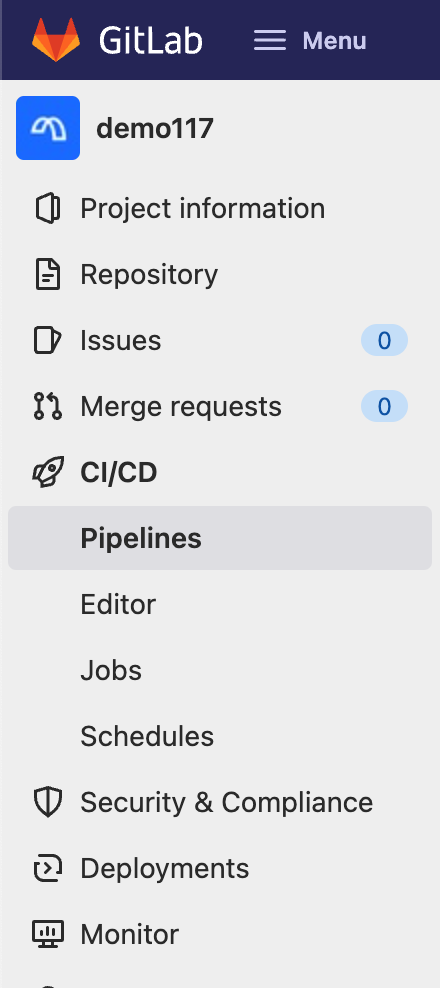 GitLab Menu
demo117
Project information
Repository
Issues 0
Merge requests 0
CI/CD
Pipelines
Editor
Jobs
Schedules
Security & Compliance
Deployments
Monitor